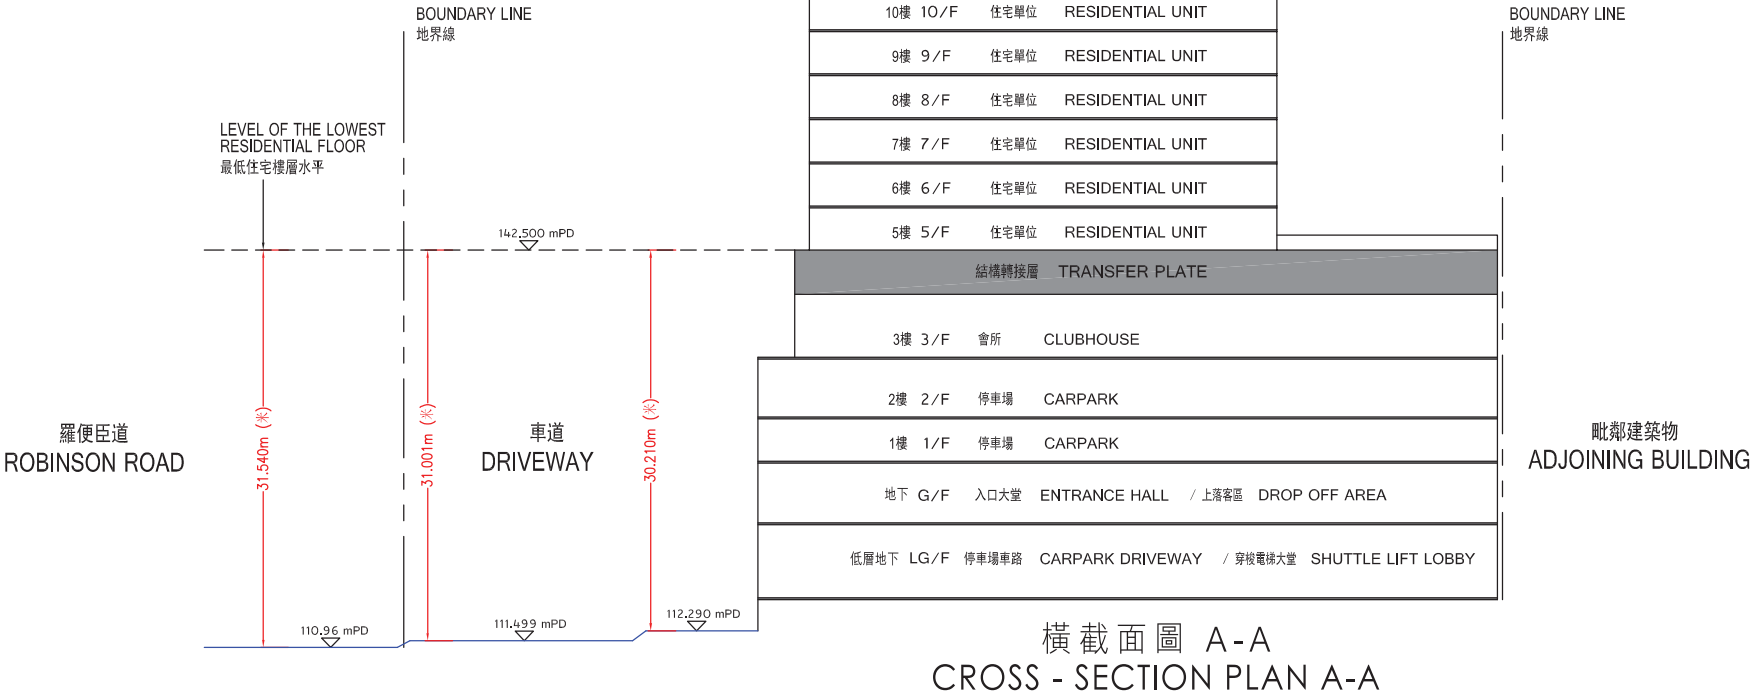 BOUNDARY LINE
地界線
10樓 10/F 住宅單位 RESIDENTIAL UNIT
BOUNDARY LINE
地界線
9樓 9/F 住宅單位 RESIDENTIAL UNIT
8樓 8/F 住宅單位 RESIDENTIAL UNIT
LEVEL OF THE LOWEST
RESIDENTIAL FLOOR
最低住宅樓層水平
7樓 7/F 住宅單位 RESIDENTIAL UNIT
6樓 6/F 住宅單位 RESIDENTIAL UNIT
142.500 mPD
5樓 5/F 住宅單位 RESIDENTIAL UNIT
結構轉接層 TRANSFER PLATE
3樓 3/F 會所 CLUBHOUSE
2樓 2/F 停車場 CARPARK
1樓 1/F 停車場 CARPARK
羅便臣道
ROBINSON ROAD
31.540m (米)
31.001m (米)
車道
DRIVEWAY
30.210m (米)
毗鄰建築物
ADJOINING BUILDING
地下 G/F 入口大堂 ENTRANCE HALL / 上落客區 DROP OFF AREA
低層地下 LG/F 停車場車路 CARPARK DRIVEWAY / 穿梭電梯大堂 SHUTTLE LIFT LOBBY
110.96 mPD
111.499 mPD
112.290 mPD
橫截面圖 A-A
CROSS - SECTION PLAN A-A